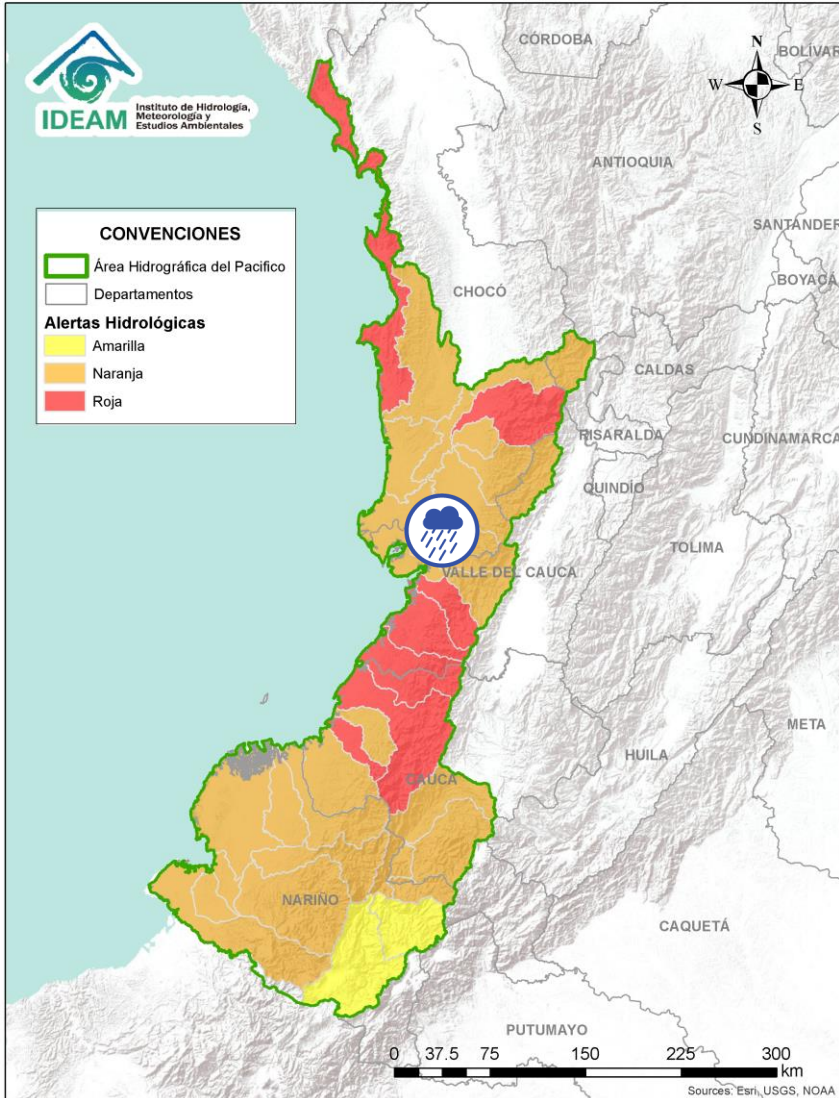 IDEAM
Instituto de Hidrología,
Meteorología y
Estudios Ambientales
CÓRDOBA
BOLÍVAR
N
W
E
S
ANTIOQUIA
SANTANDER
BOYACÁ
CONVENCIONES
Área Hidrográfica del Pacifico
Departamentos
Alertas Hidrológicas
Amarilla
Naranja
Roja
CHOCÓ
CALDAS
RISARALDA
CUNDINAMARCA
QUINDÍO
TOLIMA
VALLE DEL CAUCA
META
HUILA
CAUCA
NARIÑO
CAQUETÁ
PUTUMAYO
0 37.5 75 150 225 300
km
Sources: Esri, USGS, NOAA